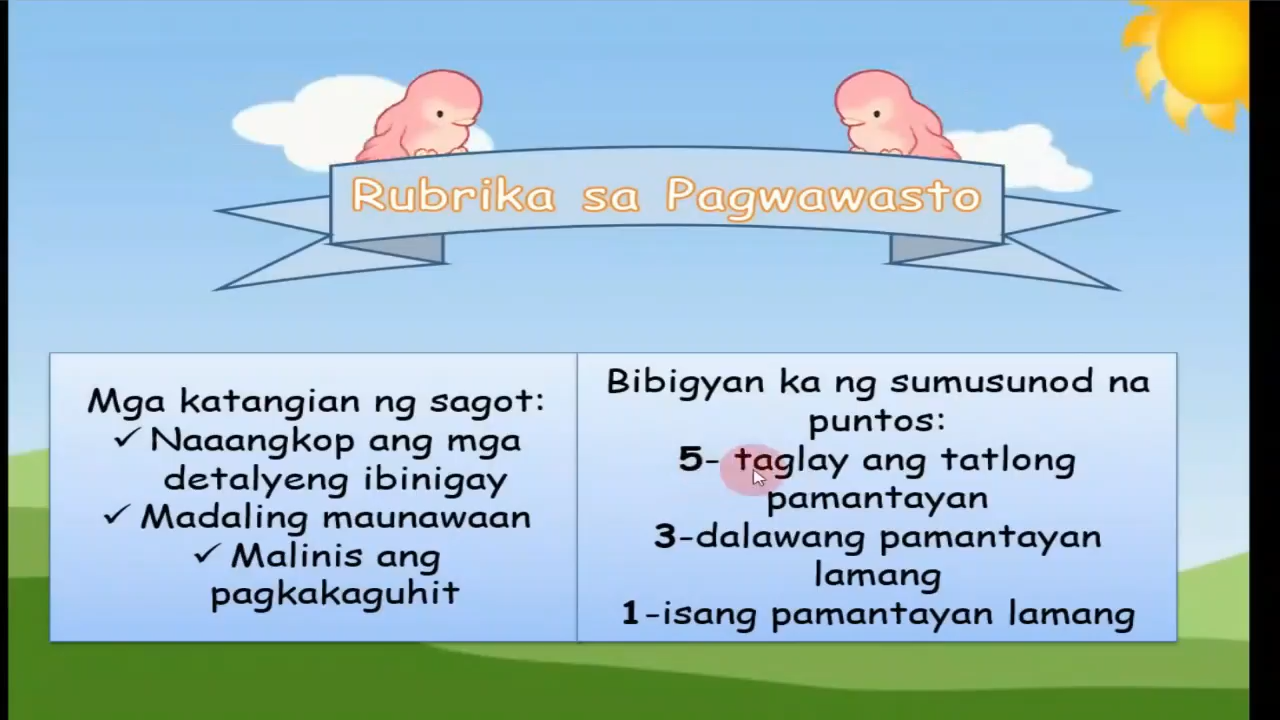 Rubrika sa Pagwawasto
Mga katangian ng sagot:
✓ Naaangkop ang mga
detalyeng ibinigay
✓ Madaling maunawaan
✓ Malinis ang
pagkakaguhit
Bibigyan ka ng sumusunod na
puntos:
5- taglay ang tatlong
pamantayan
3-dalawang pamantayan
lamang
1-isang pamantayan lamang